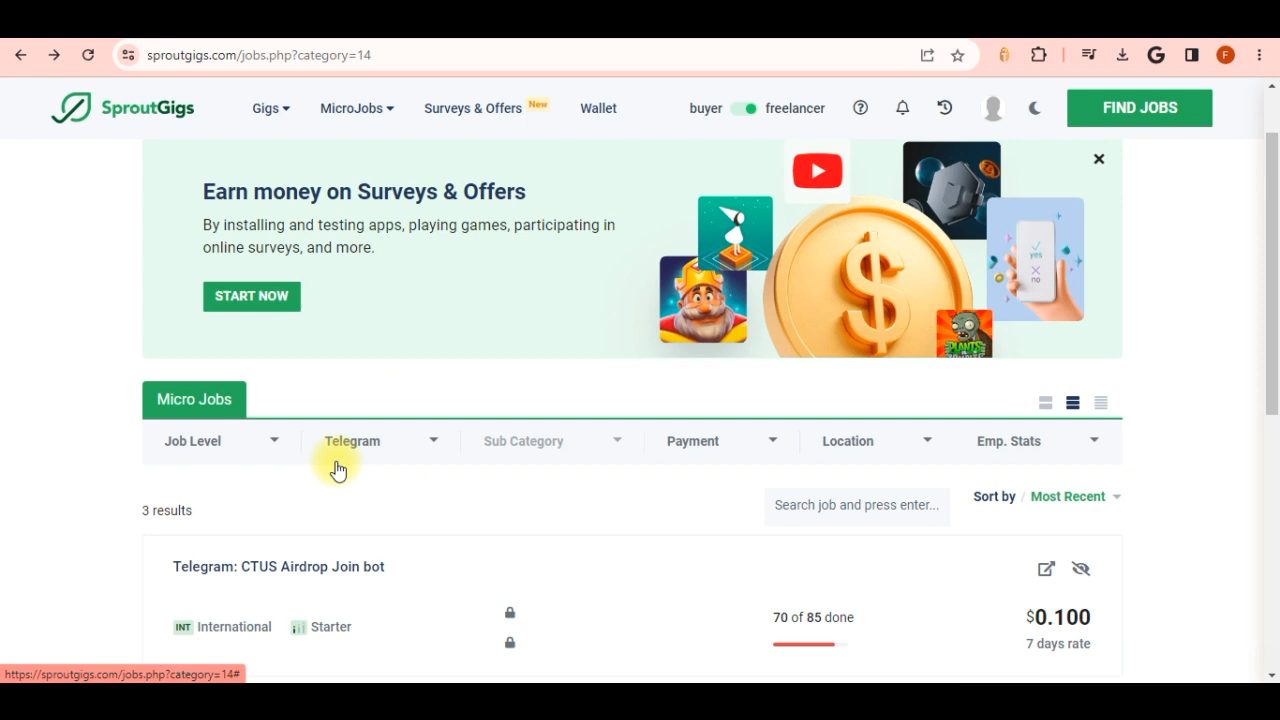 sproutgigs.com/jobs.php?category=14
F
SproutGigs
Gigs
MicroJobs
Surveys & Offers New
Wallet
buyer
freelancer
FIND JOBS
Earn money on Surveys & Offers
By installing and testing apps, playing games, participating in
online surveys, and more.
START NOW
yes
no
PLANTS
Micro Jobs
Job Level
Telegram
Sub Category
Payment
Location
Emp. Stats
3 results
Search job and press enter...
Sort by / Most Recent
Telegram: CTUS Airdrop Join bot
INT International
Starter
70 of 85 done
$0.100
7 days rate
https://sproutgigs.com/jobs.php?category=14#